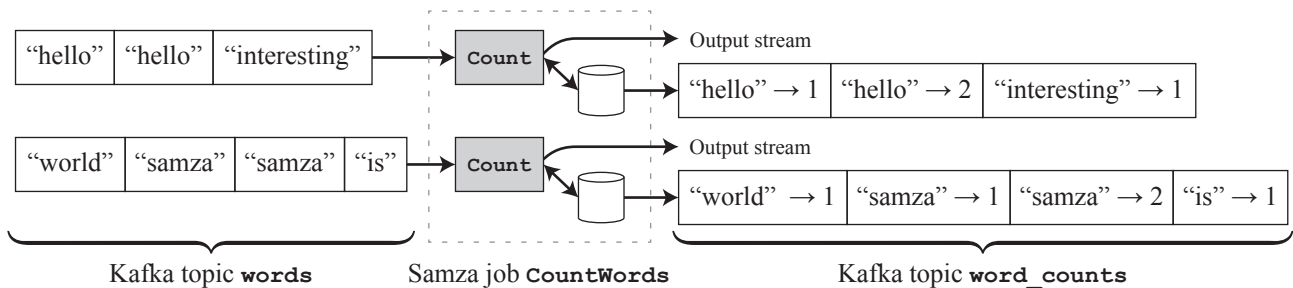 “hello” “hello” “interesting” Count Output stream
“hello” → 1 “hello” → 2 “interesting” → 1
“world” “samza” “samza” “is” Count Output stream
“world” → 1 “samza” → 1 “samza” → 2 “is” → 1
Kafka topic words Samza job CountWords Kafka topic word_counts